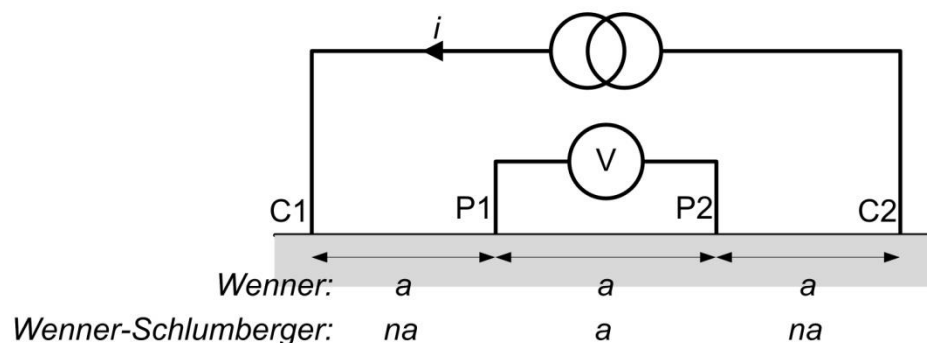 i
V
C1 P1 P2 C2
Wenner: a a a
Wenner-Schlumberger: na a na